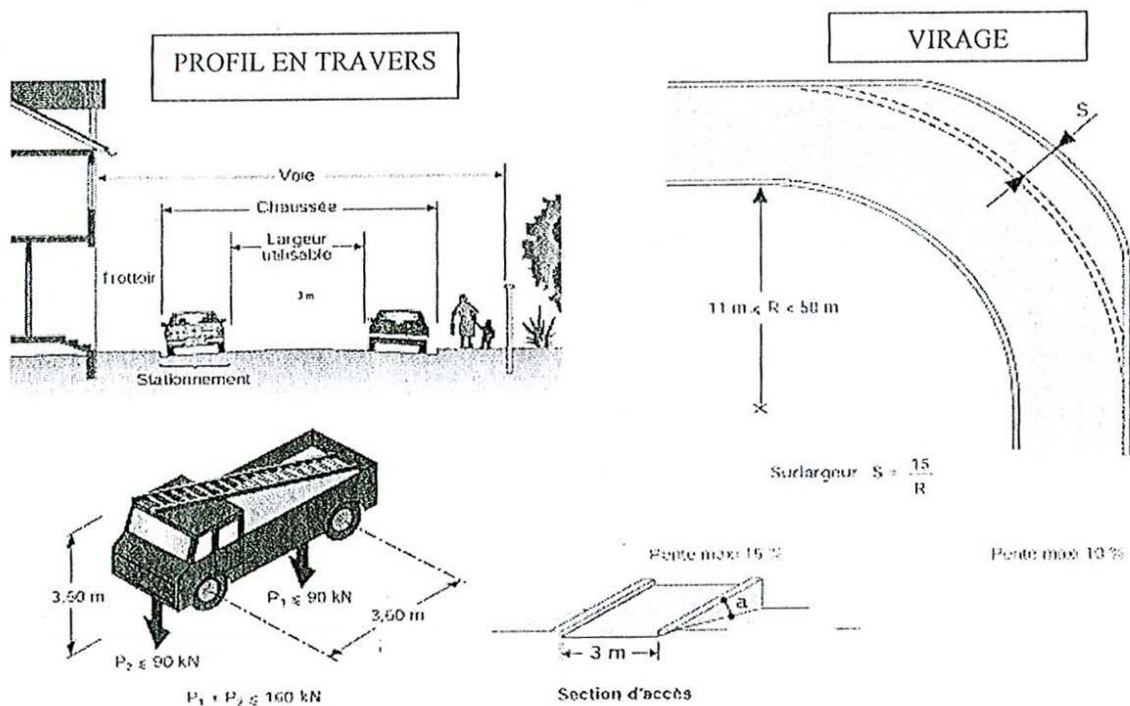 PROFIL EN TRAVERS
VIRAGE
S
Voie
Chaussée
Largeur
utilisable
Trottoir
3 m
Stationnement
11 m < R < 50 m
Surlargeur S = 15
R
3,60 m
P₁ ≤ 90 kN
3,60 m
P₂ ≤ 90 kN
P₁ + P₂ ≤ 160 kN
Pente maxi 15 %
Pente maxi 10 %
a
3 m
Section d'accès